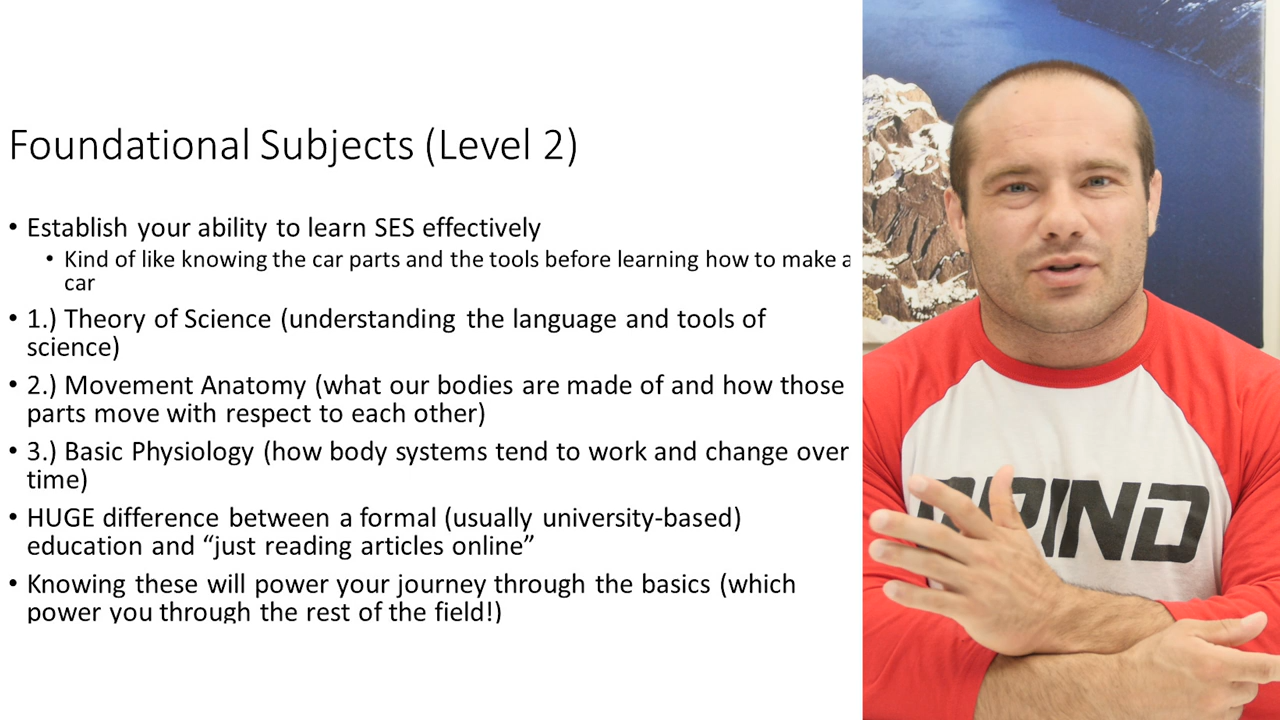 Foundational Subjects (Level 2)
• Establish your ability to learn SES effectively
• Kind of like knowing the car parts and the tools before learning how to make a
car
• 1.) Theory of Science (understanding the language and tools of
science)
• 2.) Movement Anatomy (what our bodies are made of and how those
parts move with respect to each other)
• 3.) Basic Physiology (how body systems tend to work and change over
time)
• HUGE difference between a formal (usually university-based)
education and “just reading articles online”
• Knowing these will power your journey through the basics (which
power you through the rest of the field!)